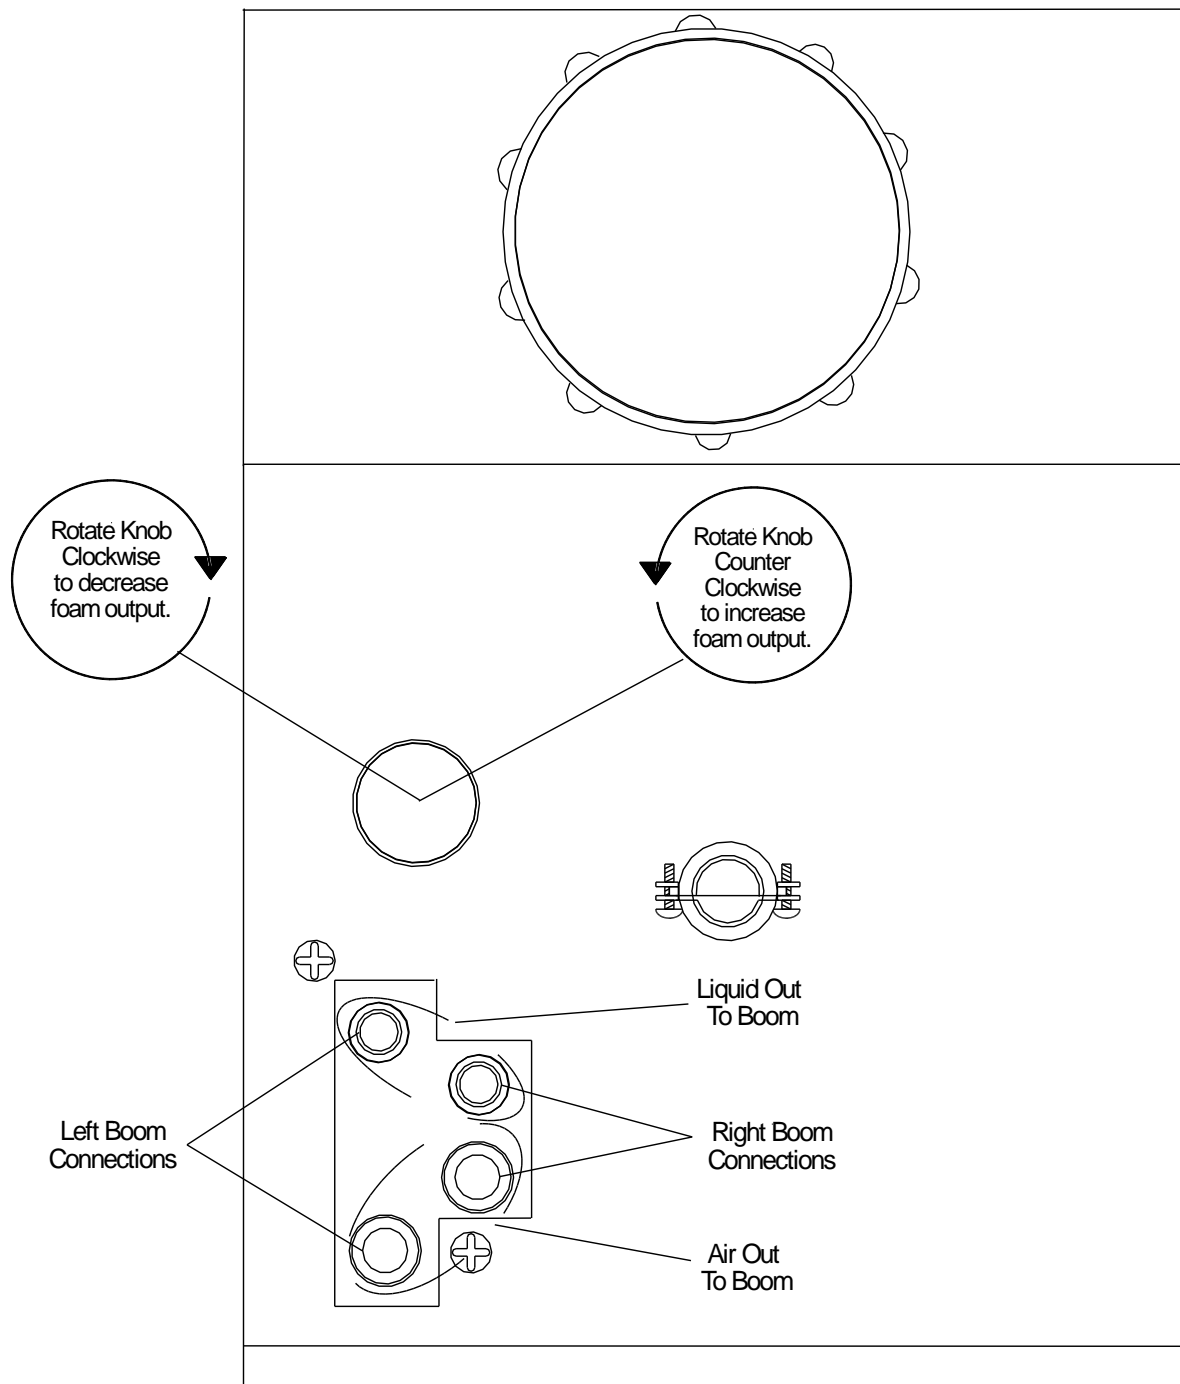 Rotate Knob
Clockwise
to decrease
foam output.
Rotate Knob
Counter
Clockwise
to increase
foam output.
Liquid Out
To Boom
Left Boom
Connections
Right Boom
Connections
Air Out
To Boom